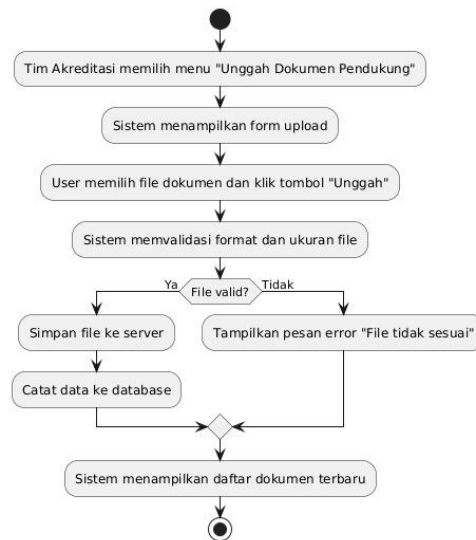 Tim Akreditasi memilih menu "Unggah Dokumen Pendukung"
Sistem menampilkan form upload
User memilih file dokumen dan klik tombol "Unggah"
Sistem memvalidasi format dan ukuran file
File valid?
Ya
Tidak
Simpan file ke server
Tampilkan pesan error "File tidak sesuai"
Catat data ke database
Sistem menampilkan daftar dokumen terbaru